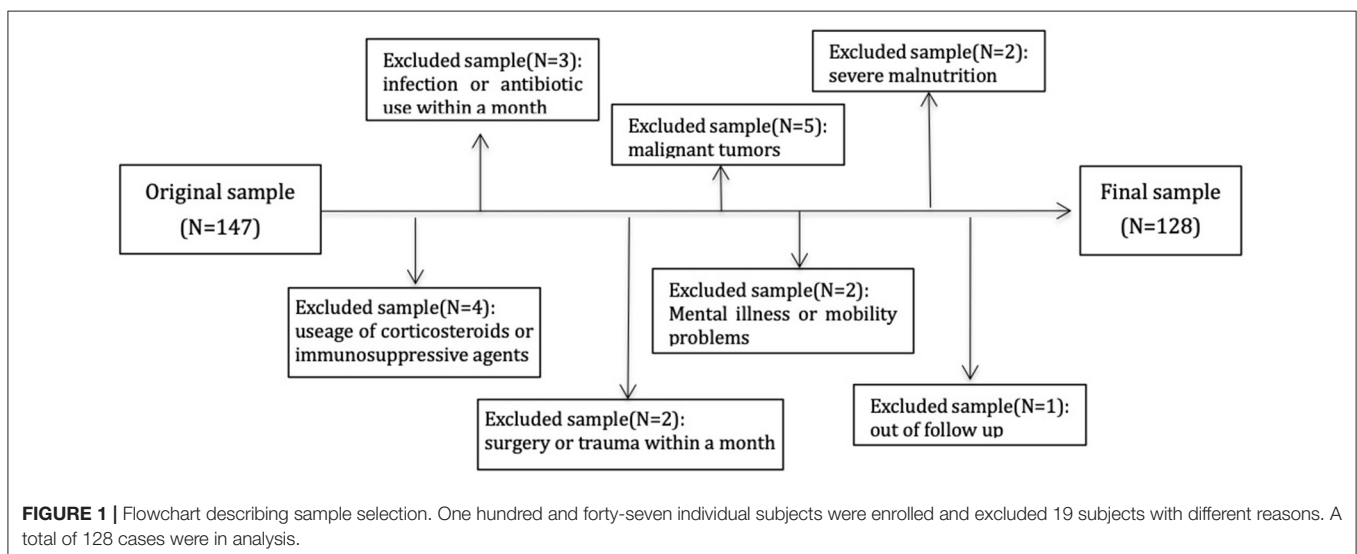 Excluded sample(N=3):
infection or antibiotic
use within a month
Excluded sample(N=2):
severe malnutrition
Excluded sample(N=5):
malignant tumors
Original sample
(N=147)
Final sample
(N=128)
Excluded sample(N=4):
useage of corticosteroids or
immunosuppressive agents
Excluded sample(N=2):
Mental illness or mobility
problems
Excluded sample(N=2):
surgery or trauma within a month
Excluded sample(N=1):
out of follow up
FIGURE 1 | Flowchart describing sample selection. One hundred and forty-seven individual subjects were enrolled and excluded 19 subjects with different reasons. A
total of 128 cases were in analysis.